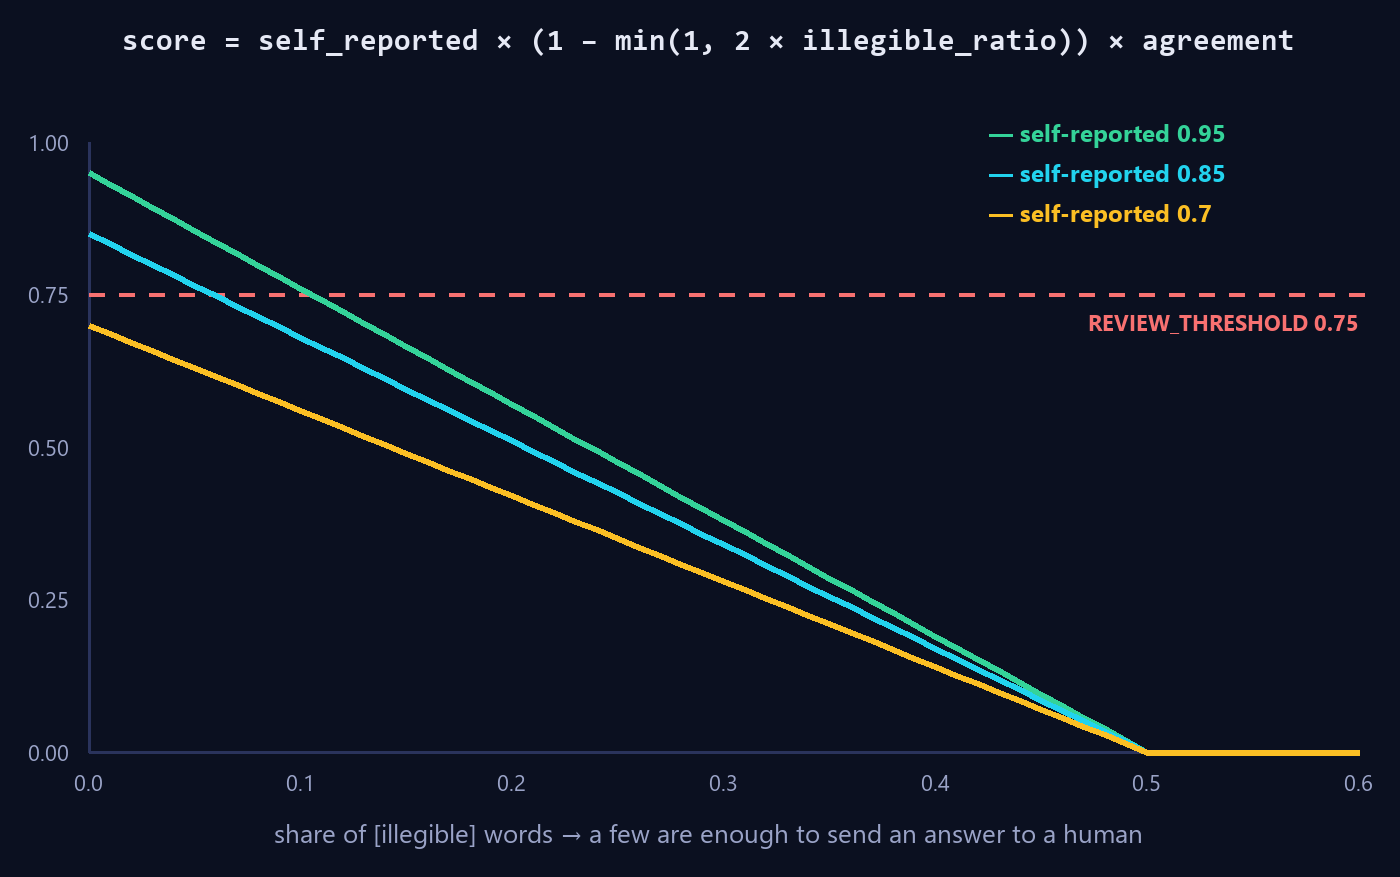 score = self_reported × (1 − min(1, 2 × illegible_ratio)) × agreement
self-reported 0.95
self-reported 0.85
self-reported 0.7
1.00
0.75
REVIEW_THRESHOLD 0.75
0.50
0.25
0.00
0.0 0.1 0.2 0.3 0.4 0.5 0.6
share of [illegible] words → a few are enough to send an answer to a human